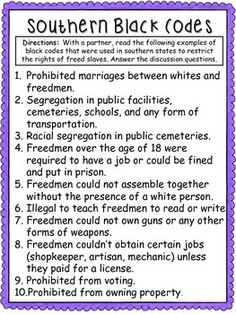 Southern Black Codes
Directions: With a partner, read the following examples of
black codes that were used in southern states to restrict
the rights of freed slaves. Answer the discussion questions.
1. Prohibited marriages between whites and
freedmen.
2. Segregation in public facilities,
cemeteries, schools, and any form of
transportation.
3. Racial segregation in public cemeteries.
4. Freedmen over the age of 18 were
required to have a job or could be fined
and put in prison.
5. Freedmen could not assemble together
without the presence of a white person.
6. Illegal to teach freedmen to read or write
7. Freedmen could not own guns or any other
forms of weapons.
8. Freedmen couldn't obtain certain jobs
(shopkeeper, artisan, mechanic) unless
they paid for a license.
9. Prohibited from voting.
10.Prohibited from owning property